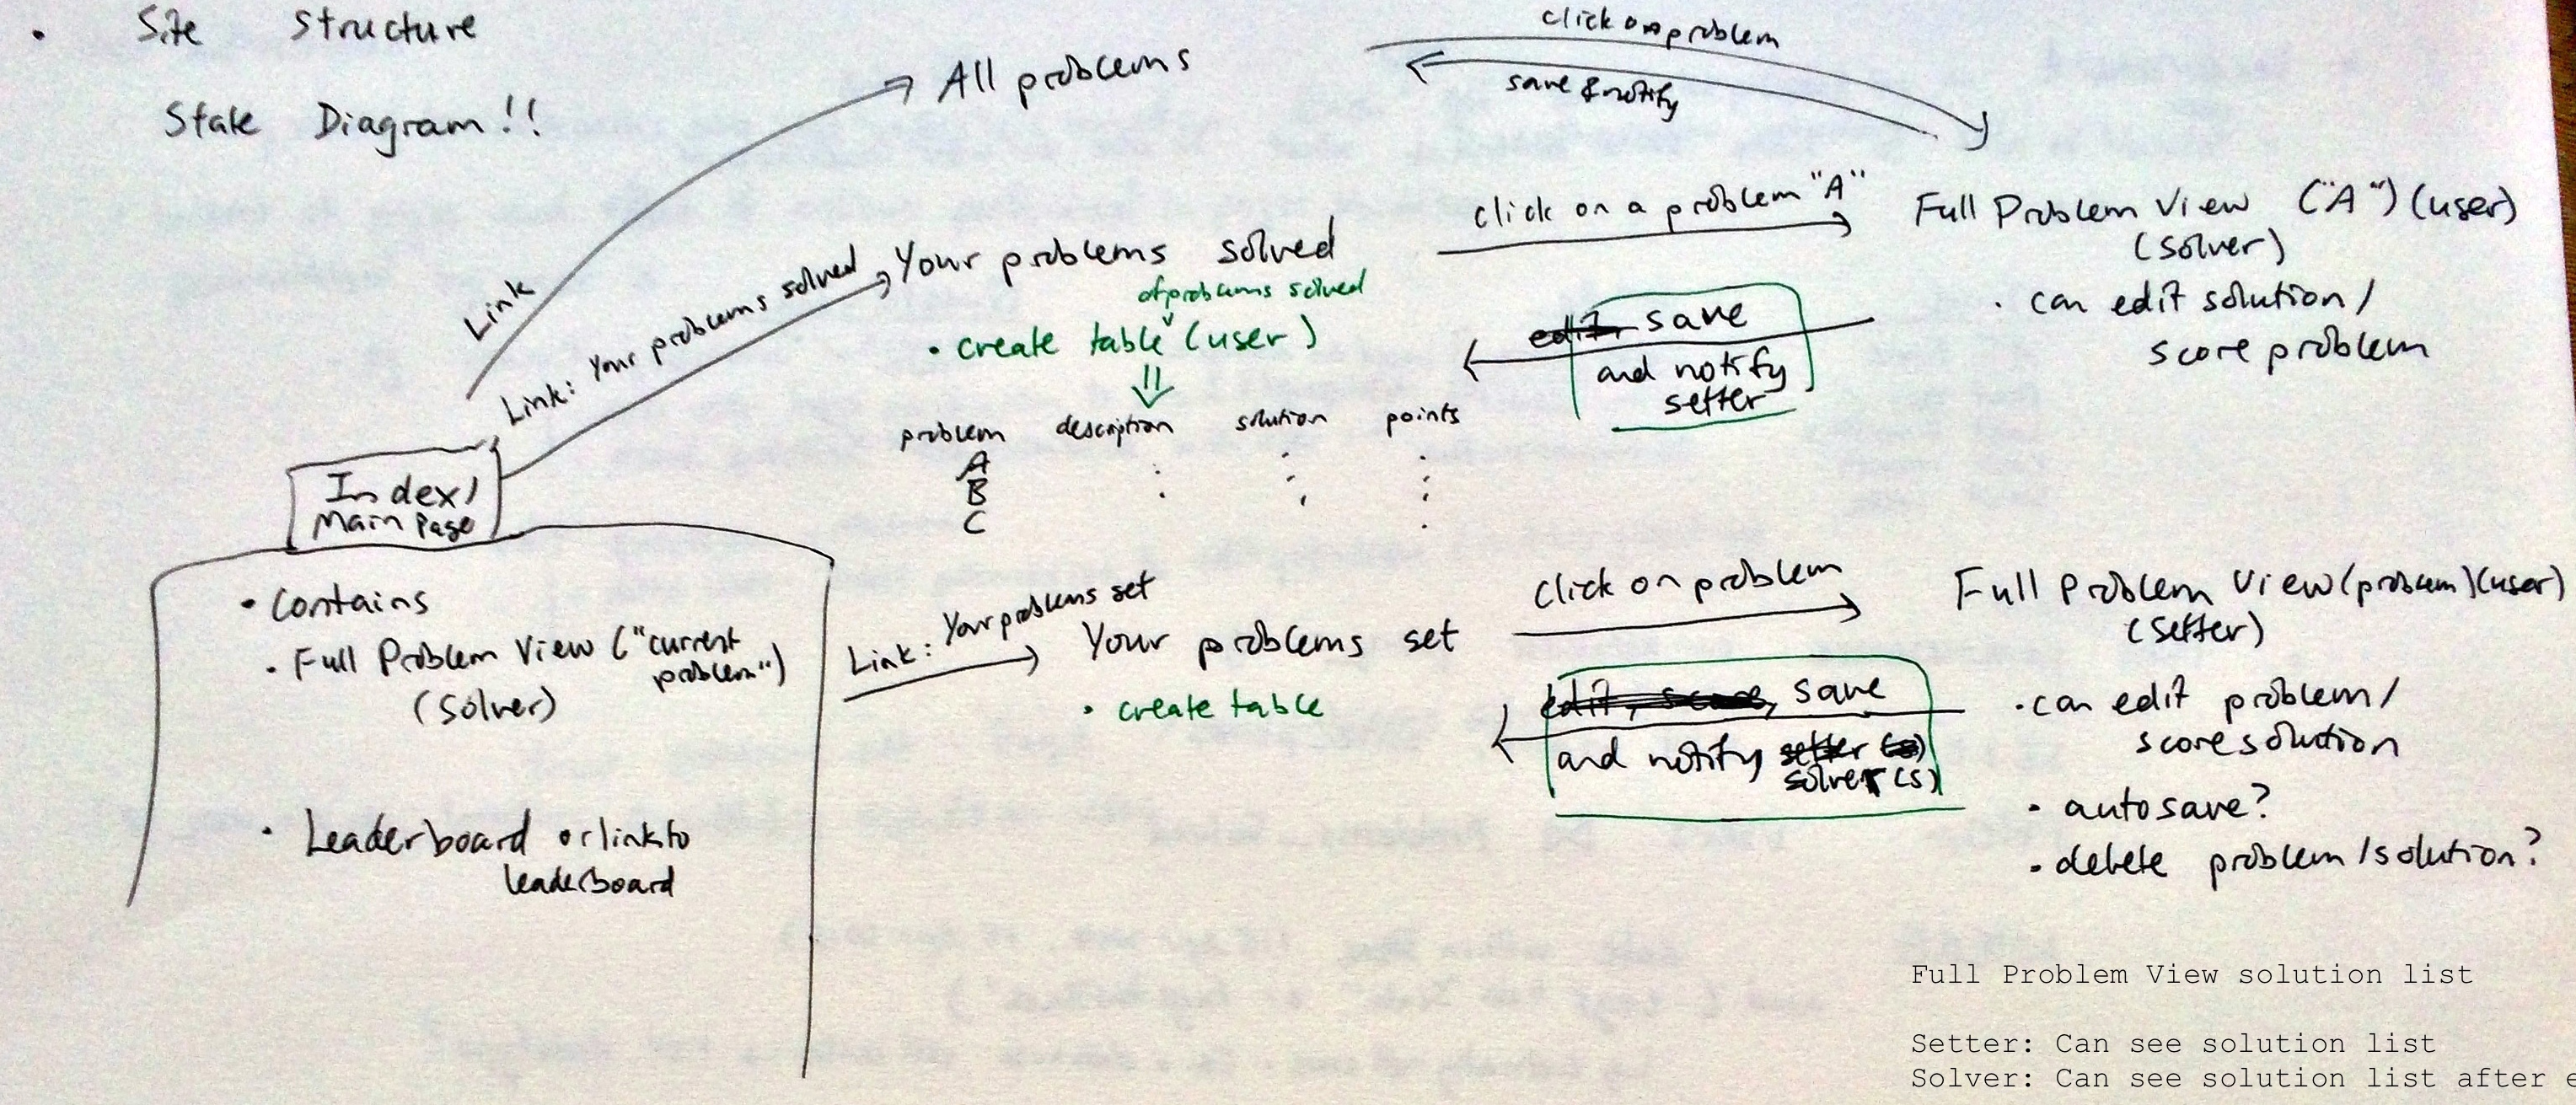 • Site Structure
State Diagram!!
All problems
click on problem
save & notify
Link
Link: Your problems solved
Your problems solved
of problems solved
• create table (user)
problem description solution points
A
B
C
click on a problem "A"
edit, save
and notify
setter
Full Problem View ("A") (user)
(solver)
• can edit solution/
score problem
Index/
Main Page
• Contains
• Full Problem View ("current
problem")
(Solver)
• Leaderboard or link to
leaderboard
Link: Your problems set
Your problems set
• create table
click on problem
edit, score, save
and notify setter (s)
solver (s)
Full Problem View (problem) (user)
(Setter)
• can edit problem/
score solution
• autosave?
• delete problem/solution?
Full Problem View solution list
Setter: Can see solution list
Solver: Can see solution list after e